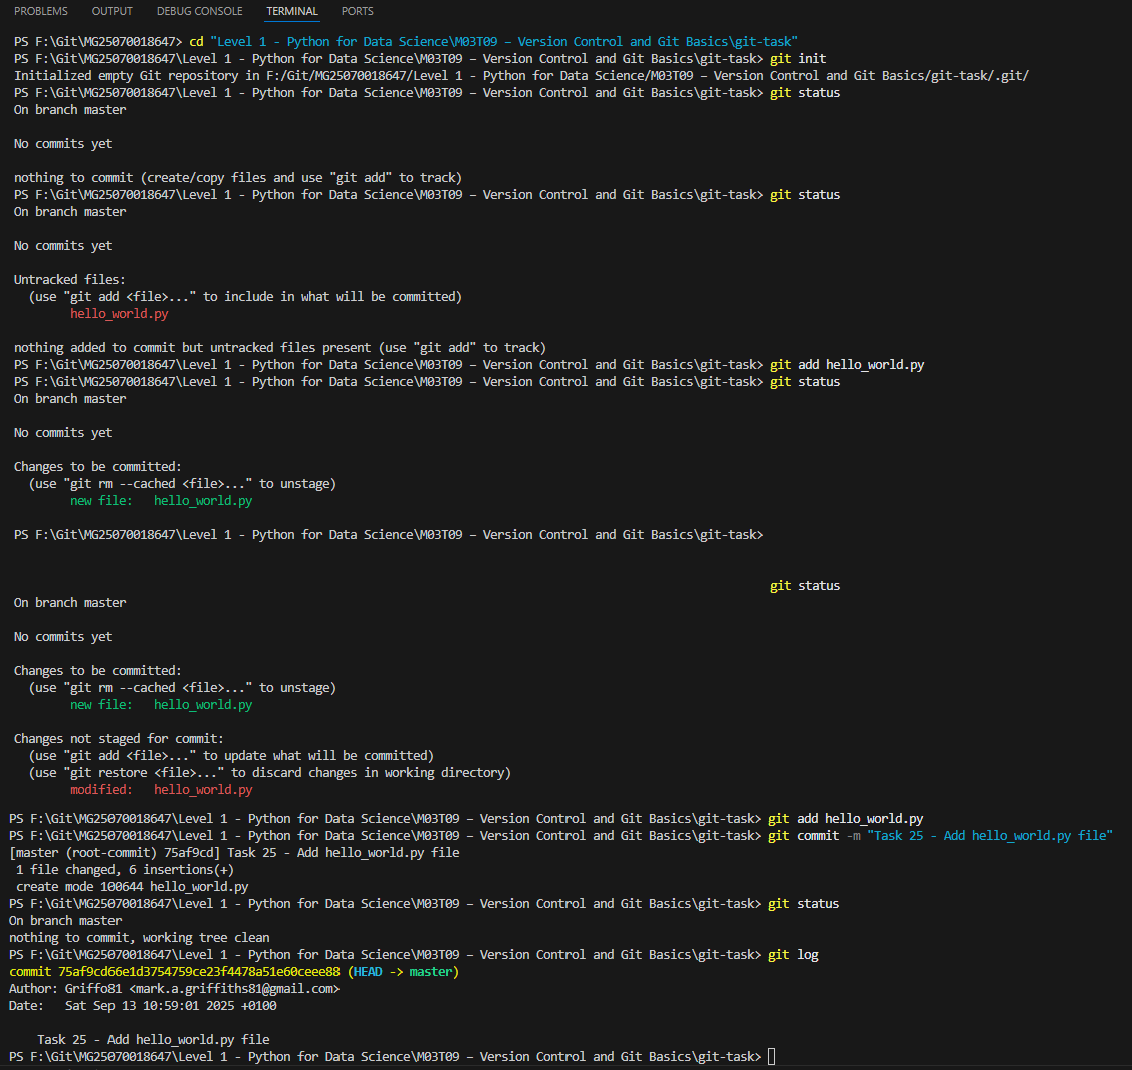 PROBLEMS OUTPUT DEBUG CONSOLE TERMINAL PORTS
PS F:\Git\MG25070018647> cd "Level 1 - Python for Data Science\M03T09 – Version Control and Git Basics\git-task"
PS F:\Git\MG25070018647\Level 1 - Python for Data Science\M03T09 – Version Control and Git Basics\git-task> git init
Initialized empty Git repository in F:/Git/MG25070018647/Level 1 - Python for Data Science/M03T09 – Version Control and Git Basics/git-task/.git/
PS F:\Git\MG25070018647\Level 1 - Python for Data Science\M03T09 – Version Control and Git Basics\git-task> git status
On branch master
No commits yet
nothing to commit (create/copy files and use "git add" to track)
PS F:\Git\MG25070018647\Level 1 - Python for Data Science\M03T09 – Version Control and Git Basics\git-task> git status
On branch master
No commits yet
Untracked files:
(use "git add <file>..." to include in what will be committed)
hello_world.py
nothing added to commit but untracked files present (use "git add" to track)
PS F:\Git\MG25070018647\Level 1 - Python for Data Science\M03T09 – Version Control and Git Basics\git-task> git add hello_world.py
PS F:\Git\MG25070018647\Level 1 - Python for Data Science\M03T09 – Version Control and Git Basics\git-task> git status
On branch master
No commits yet
Changes to be committed:
(use "git rm --cached <file>..." to unstage)
new file: hello_world.py
PS F:\Git\MG25070018647\Level 1 - Python for Data Science\M03T09 – Version Control and Git Basics\git-task>
git status
On branch master
No commits yet
Changes to be committed:
(use "git rm --cached <file>..." to unstage)
new file: hello_world.py
Changes not staged for commit:
(use "git add <file>..." to update what will be committed)
(use "git restore <file>..." to discard changes in working directory)
modified: hello_world.py
PS F:\Git\MG25070018647\Level 1 - Python for Data Science\M03T09 – Version Control and Git Basics\git-task> git add hello_world.py
PS F:\Git\MG25070018647\Level 1 - Python for Data Science\M03T09 – Version Control and Git Basics\git-task> git commit -m "Task 25 - Add hello_world.py file"
[master (root-commit) 75af9cd] Task 25 - Add hello_world.py file
1 file changed, 6 insertions(+)
create mode 100644 hello_world.py
PS F:\Git\MG25070018647\Level 1 - Python for Data Science\M03T09 – Version Control and Git Basics\git-task> git status
On branch master
nothing to commit, working tree clean
PS F:\Git\MG25070018647\Level 1 - Python for Data Science\M03T09 – Version Control and Git Basics\git-task> git log
commit 75af9cd66e1d3754759ce23f4478a51e60ceee88 (HEAD -> master)
Author: Griffo81 <mark.a.griffiths81@gmail.com>
Date: Sat Sep 13 10:59:01 2025 +0100
Task 25 - Add hello_world.py file
PS F:\Git\MG25070018647\Level 1 - Python for Data Science\M03T09 – Version Control and Git Basics\git-task>